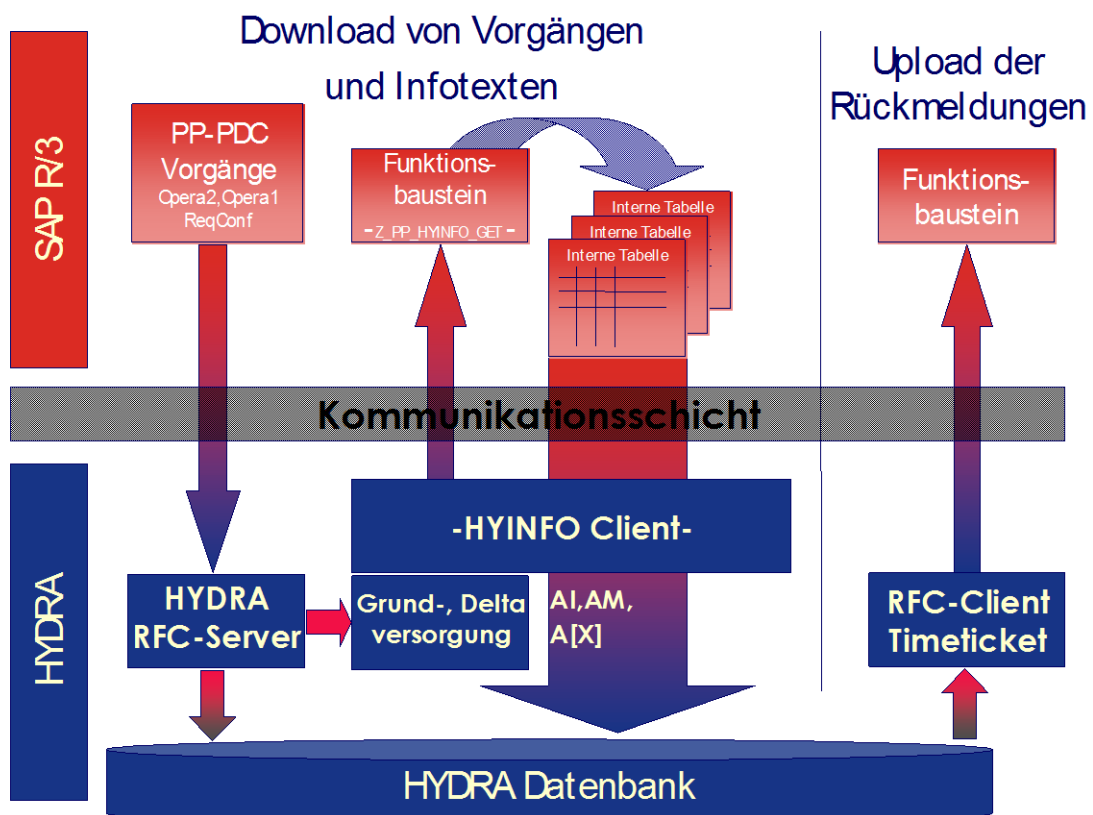 Download von Vorgängen
und Infotexten
Upload der
Rückmeldungen
SAP R/3
PP-PDC
Vorgänge
Opera2,Opera1
ReqConf
Funktions-
baustein
-Z_PP_HYINFO_GET-
Interne Tabelle
Interne Tabelle
Interne Tabelle
Funktions-
baustein
Kommunikationsschicht
HYDRA
-HYINFO Client-
HYDRA
RFC-Server
Grund-, Delta
versorgung
AI,AM,
A[X]
RFC-Client
Timeticket
HYDRA Datenbank